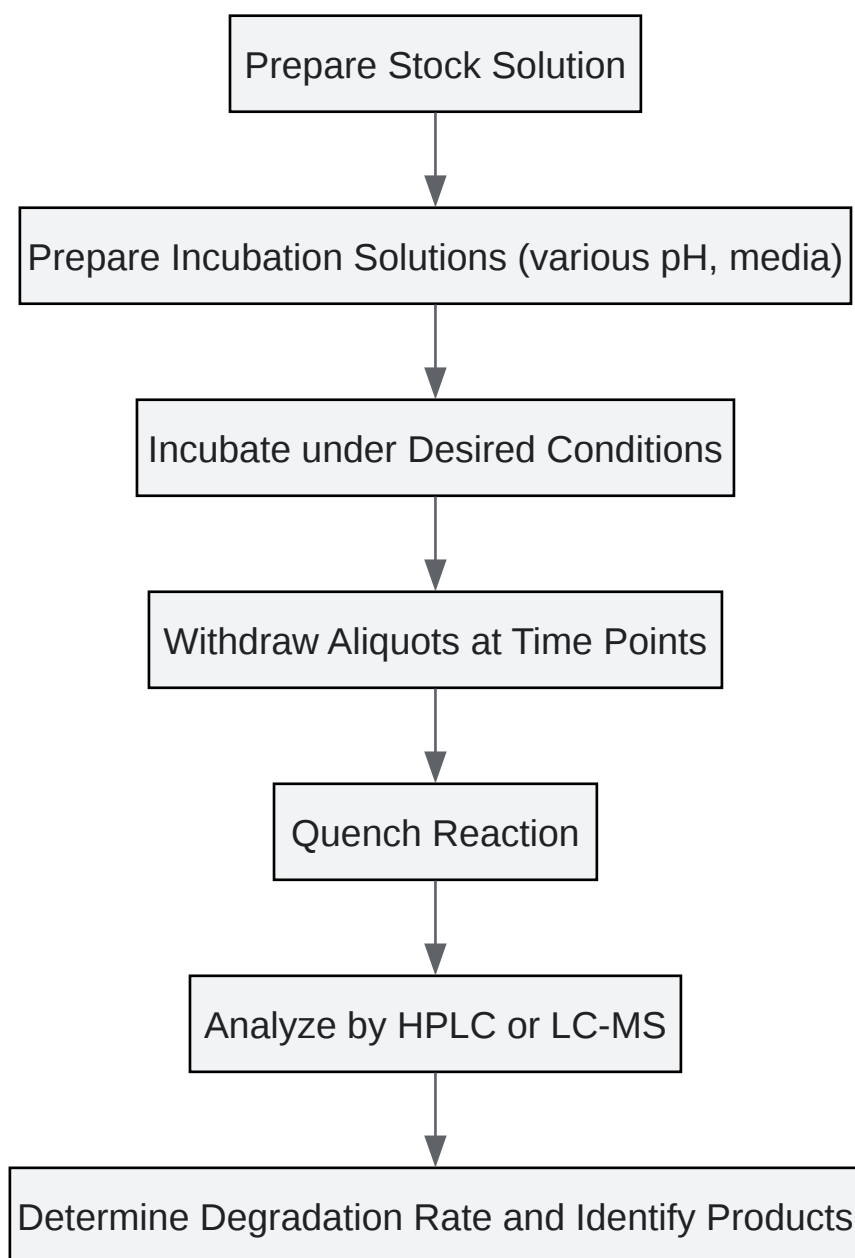 Prepare Stock Solution
Prepare Incubation Solutions (various pH, media)
Incubate under Desired Conditions
Withdraw Aliquots at Time Points
Quench Reaction
Analyze by HPLC or LC-MS
Determine Degradation Rate and Identify Products